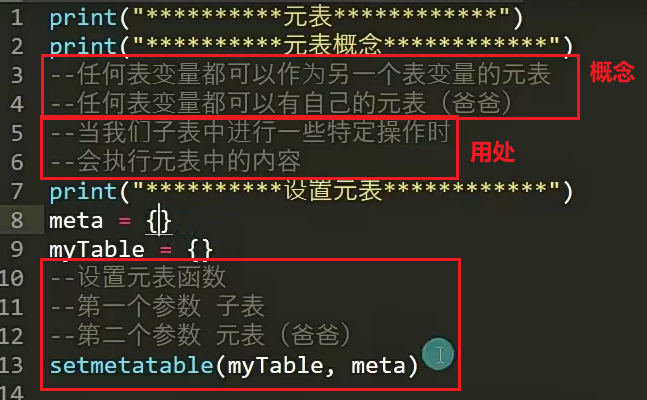 1 print("**********元表************")
2 print("**********元表概念************")
3 --任何表变量都可以作为另一个表变量的元表
概念
4 --任何表变量都可以有自己的元表（爸爸）
5 --当我们子表中进行一些特定操作时
用处
6 --会执行元表中的内容
7 print("**********设置元表************")
8 meta = {}
9 myTable = {}
10 --设置元表函数
11 --第一个参数 子表
12 --第二个参数 元表（爸爸）
13 setmetatable(myTable, meta)
14